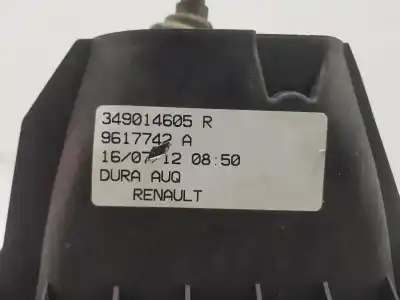 349014605 R
9617742 A
16/07/12 08:50
DURA AUQ
RENAULT